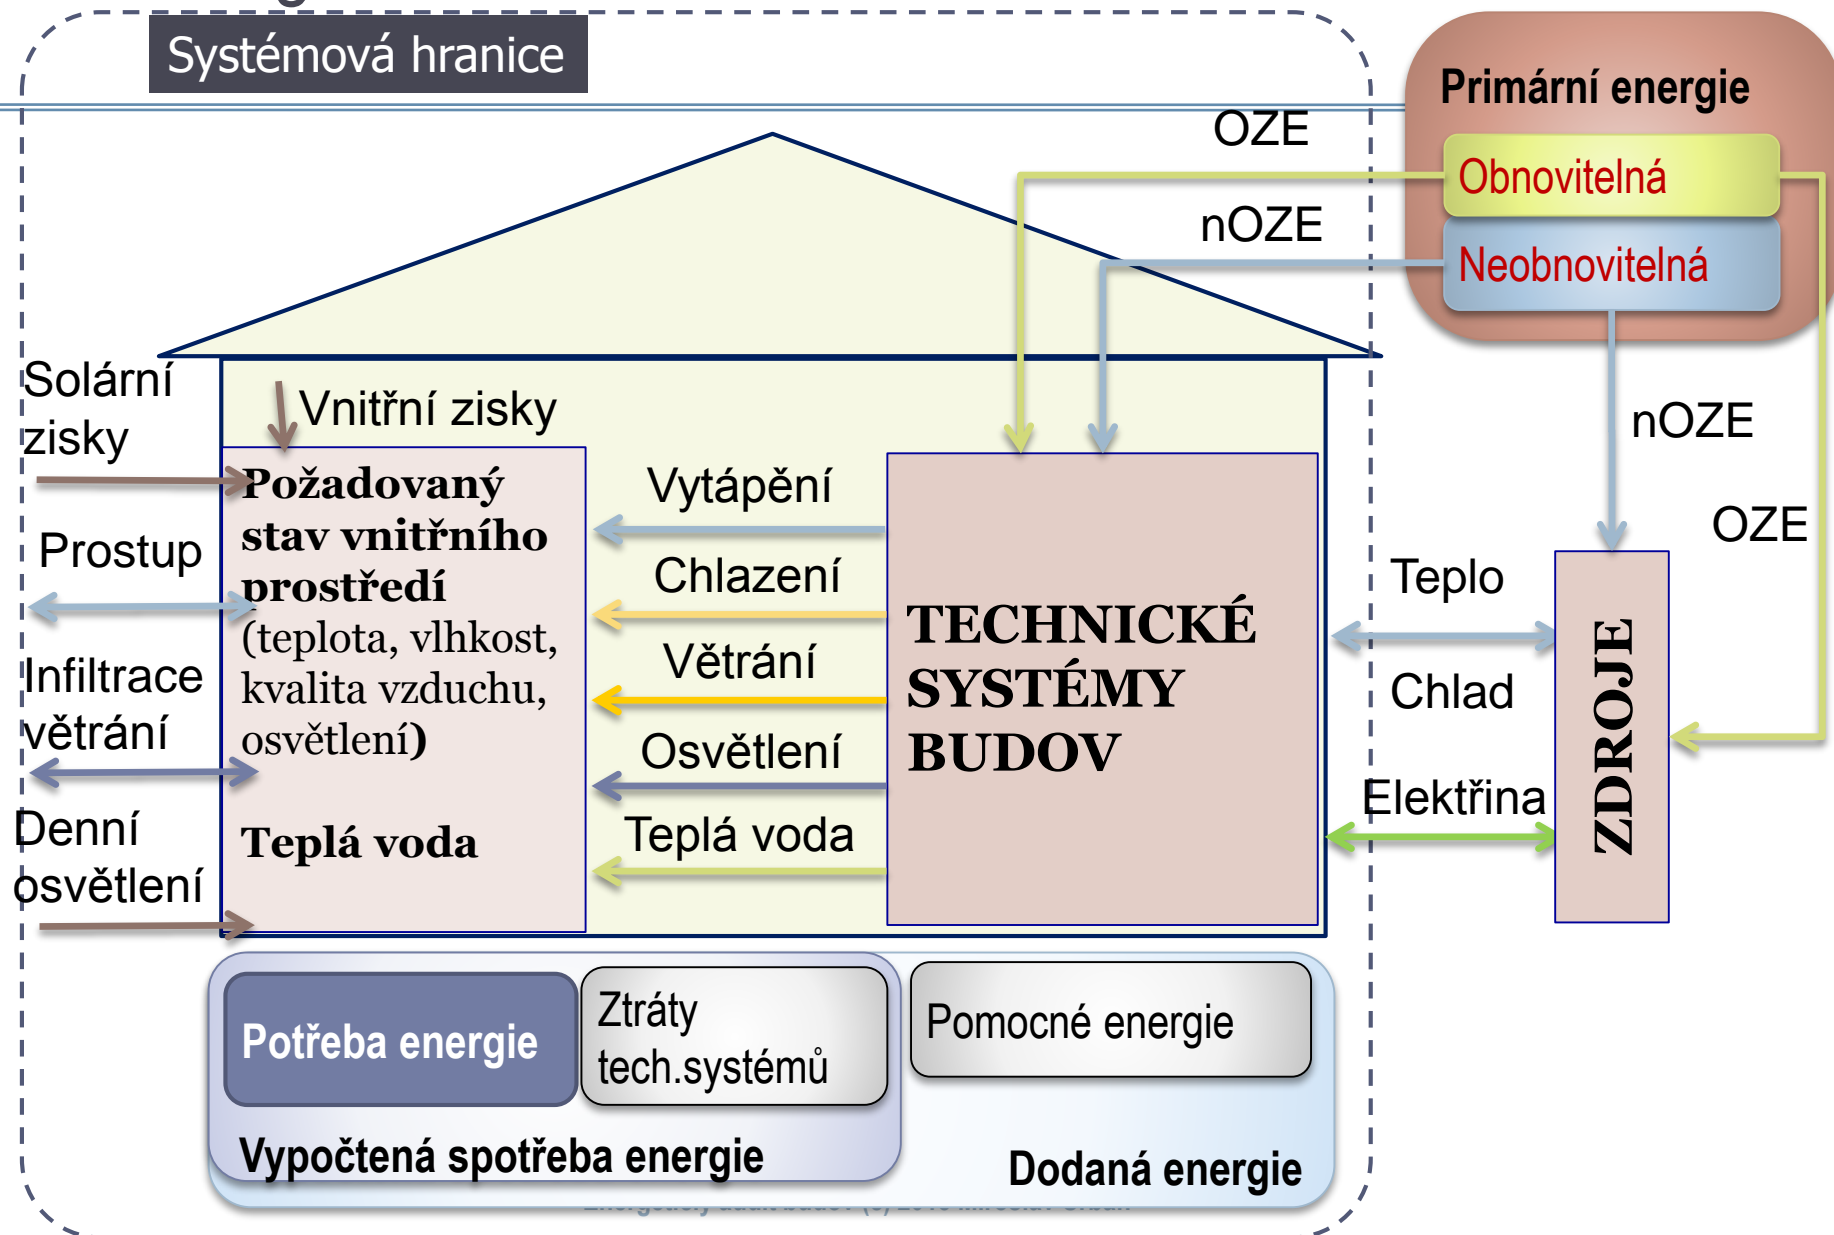 Systémová hranice
Primární energie
OZE
Obnovitelná
nOZE
Neobnovitelná
Solární
zisky
Vnitřní zisky
nOZE
Požadovaný
stav vnitřního
prostředí
(teplota, vlhkost,
kvalita vzduchu,
osvětlení)
Teplá voda
Vytápění
Chlazení
Větrání
Osvětlení
Teplá voda
TECHNICKÉ
SYSTÉMY
BUDOV
Prostup
Infiltrace
větrání
Denní
osvětlení
Teplo
Chlad
Elektřina
ZDROJE
OZE
Potřeba energie
Ztráty
tech.systémů
Pomocné energie
Vypočtená spotřeba energie
Dodaná energie